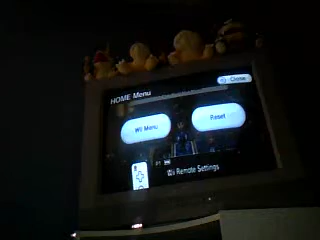 HOME Menu
Close
Wii Menu
Reset
Wii Remote Settings